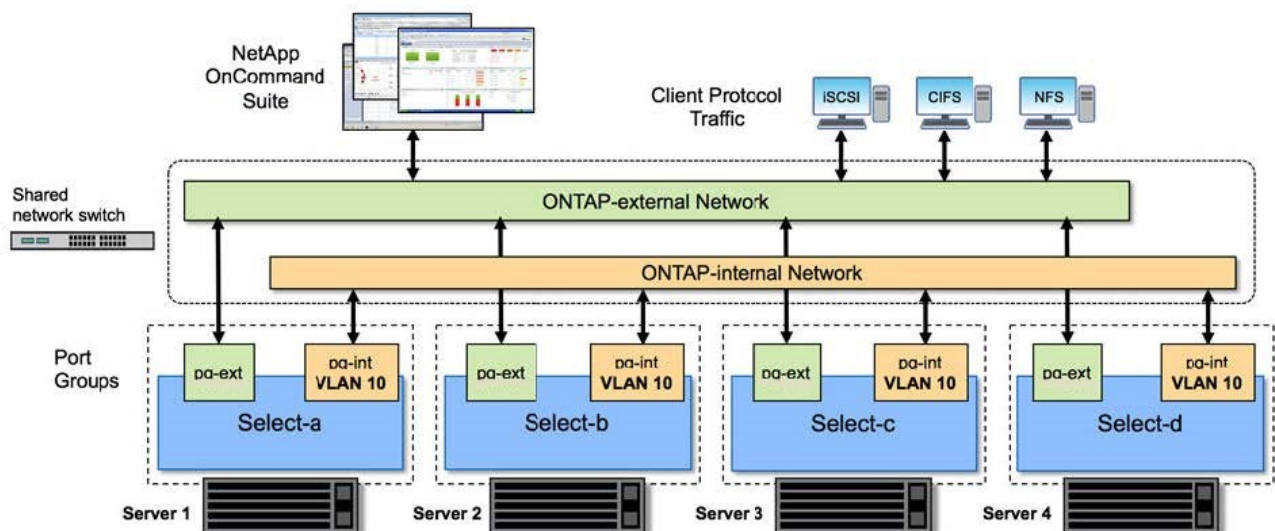 NetApp
OnCommand
Suite
Client Protocol
Traffic
iSCSI
CIFS
NFS
Shared
network switch
ONTAP-external Network
ONTAP-internal Network
Port
Groups
pg-ext
pg-int
VLAN 10
Select-a
pg-ext
pg-int
VLAN 10
Select-b
pg-ext
pg-int
VLAN 10
Select-c
pg-ext
pg-int
VLAN 10
Select-d
Server 1
Server 2
Server 3
Server 4